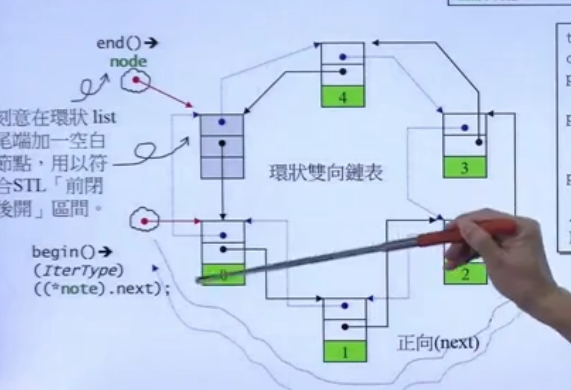 end()→
node
刻意在環狀 list
尾端加一空白
節點，用以符
合STL「前閉
後開」區間。
4
3
環狀雙向鏈表
begin()→
(IterType)
((*note).next);
0
2
1
正向(next)